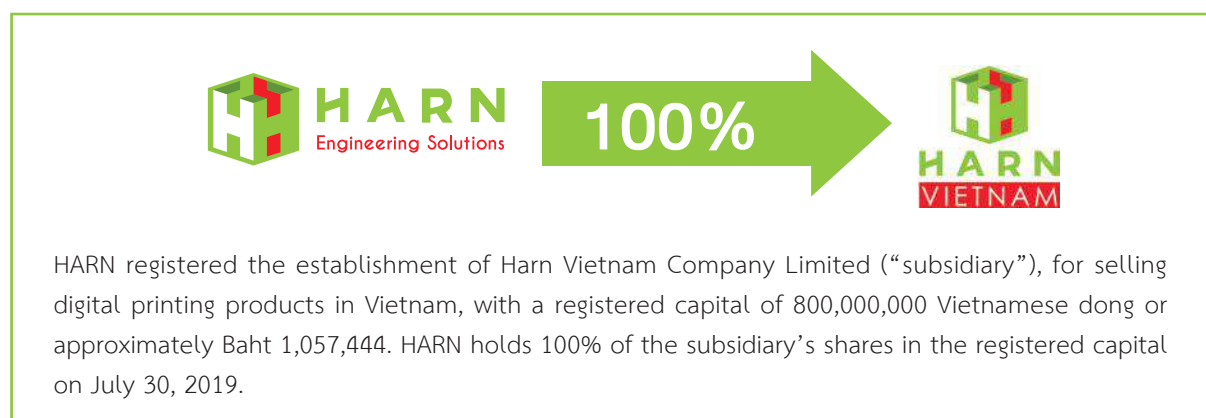 HARN
Engineering Solutions
100%
HARN
VIETNAM
HARN registered the establishment of Harn Vietnam Company Limited (“subsidiary”), for selling
digital printing products in Vietnam, with a registered capital of 800,000,000 Vietnamese dong or
approximately Baht 1,057,444. HARN holds 100% of the subsidiary’s shares in the registered capital
on July 30, 2019.